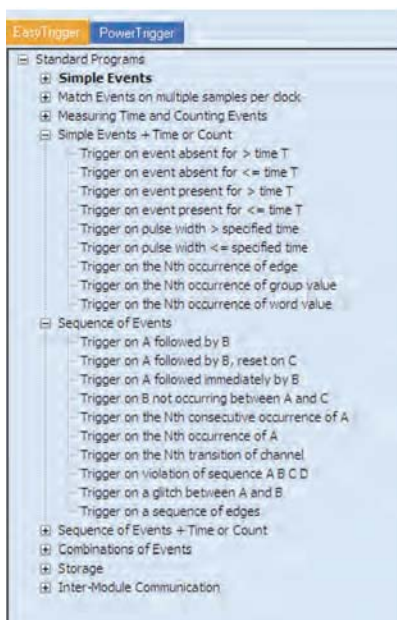 EasyTrigger PowerTrigger
Standard Programs
Simple Events
Match Events on multiple samples per clock
Measuring Time and Counting Events
Simple Events + Time or Count
Trigger on event absent for > time T
Trigger on event absent for <= time T
Trigger on event present for > time T
Trigger on event present for <= time T
Trigger on pulse width > specified time
Trigger on pulse width <= specified time
Trigger on the Nth occurrence of edge
Trigger on the Nth occurrence of group value
Trigger on the Nth occurrence of word value
Sequence of Events
Trigger on A followed by B
Trigger on A followed by B, reset on C
Trigger on A followed immediately by B
Trigger on B not occurring between A and C
Trigger on the Nth consecutive occurrence of A
Trigger on the Nth occurrence of A
Trigger on the Nth transition of channel
Trigger on violation of sequence A B C D
Trigger on a glitch between A and B
Trigger on a sequence of edges
Sequence of Events + Time or Count
Combinations of Events
Storage
Inter-Module Communication